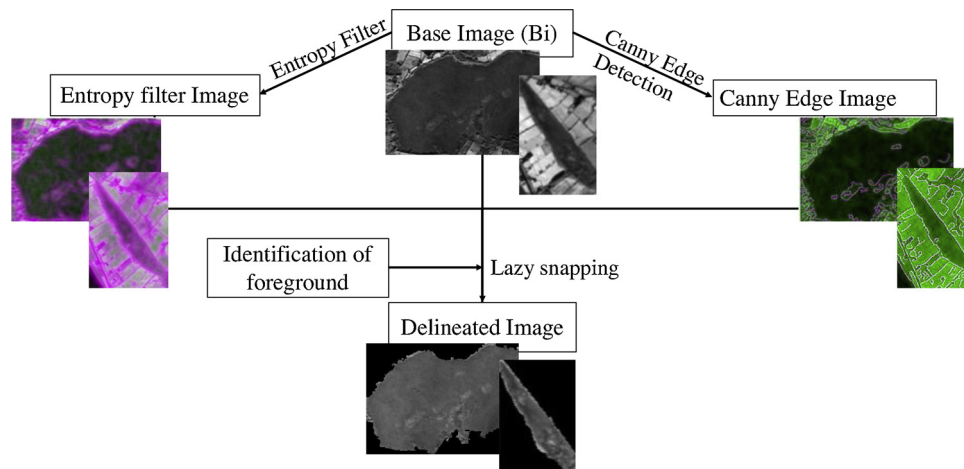 Base Image (Bi)
Entropy Filter
Canny Edge
Detection
Entropy filter Image
Canny Edge Image
Identification of
foreground
Lazy snapping
Delineated Image